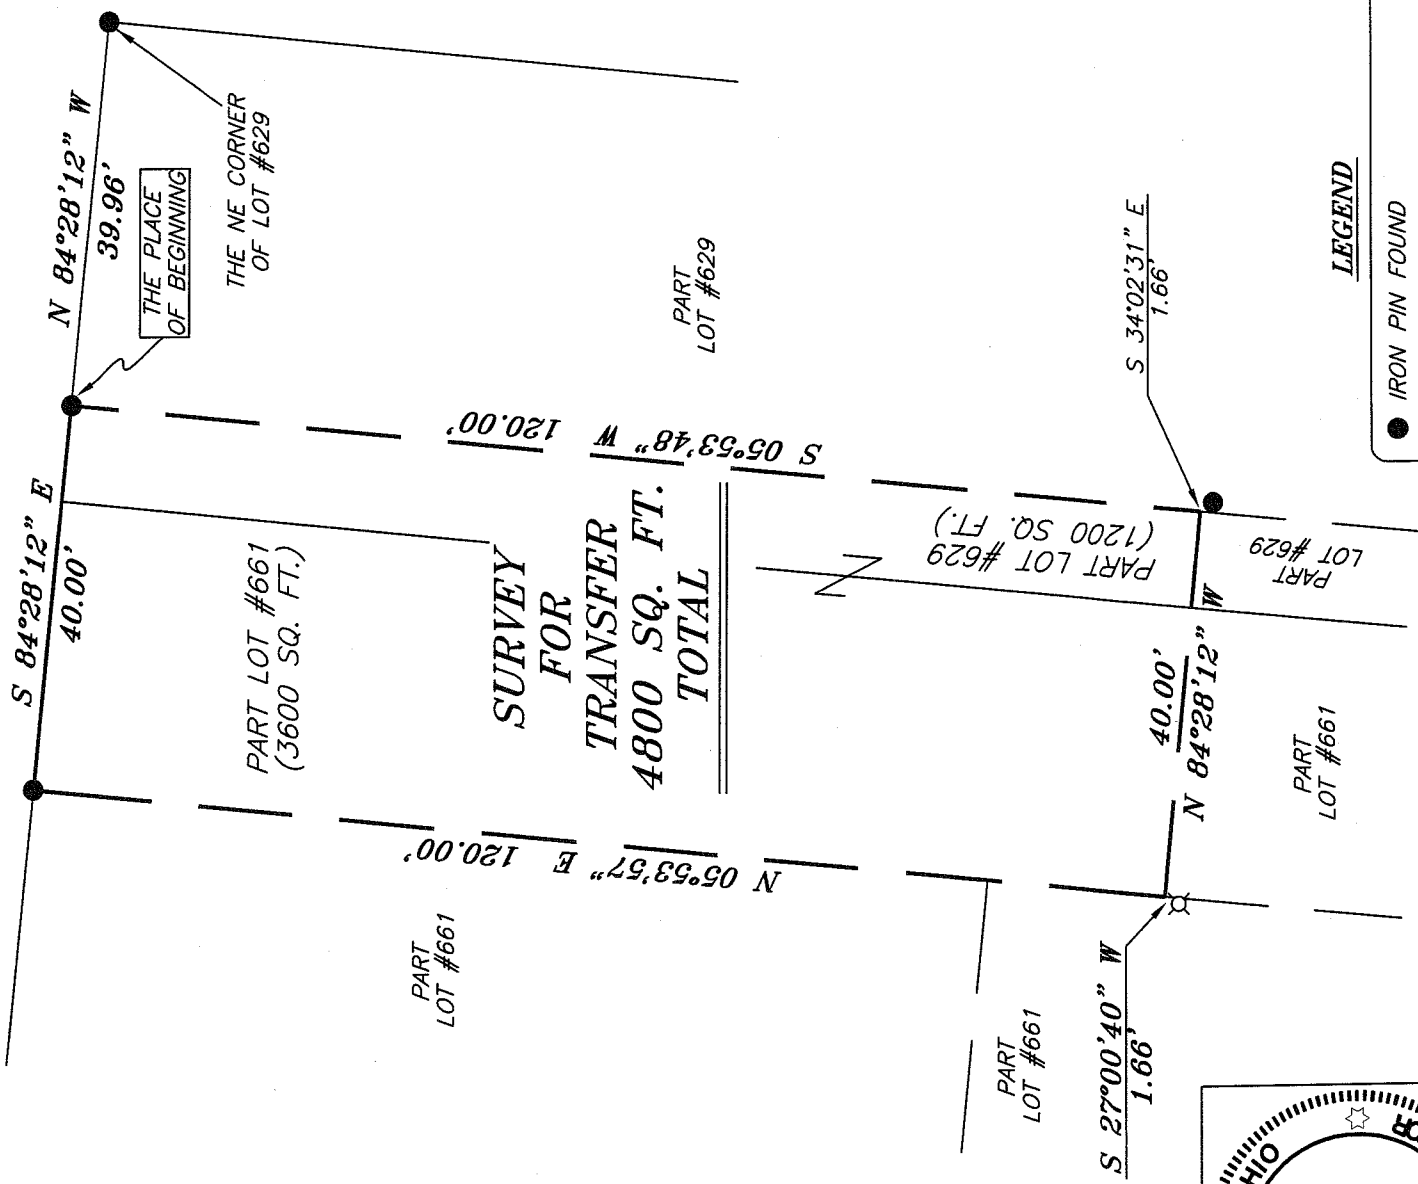 N 84°28'12" W
39.96'
THE PLACE
OF BEGINNING
THE NE CORNER
OF LOT #629
S 84°28'12" E
40.00'
PART LOT #661
(3600 SQ. FT.)
PART
LOT #629
S 05°53'48" W 120.00'
SURVEY
FOR
TRANSFER
4800 SQ. FT.
TOTAL
N 05°53'57" E 120.00'
PART
LOT #661
PART LOT #629
(1200 SQ. FT.)
S 34°02'31" E
1.66'
PART
LOT #629
40.00'
N 84°28'12" W
PART
LOT #661
PART
LOT #661
S 27°00'40" W
1.66'
LEGEND
IRON PIN FOUND
HIO